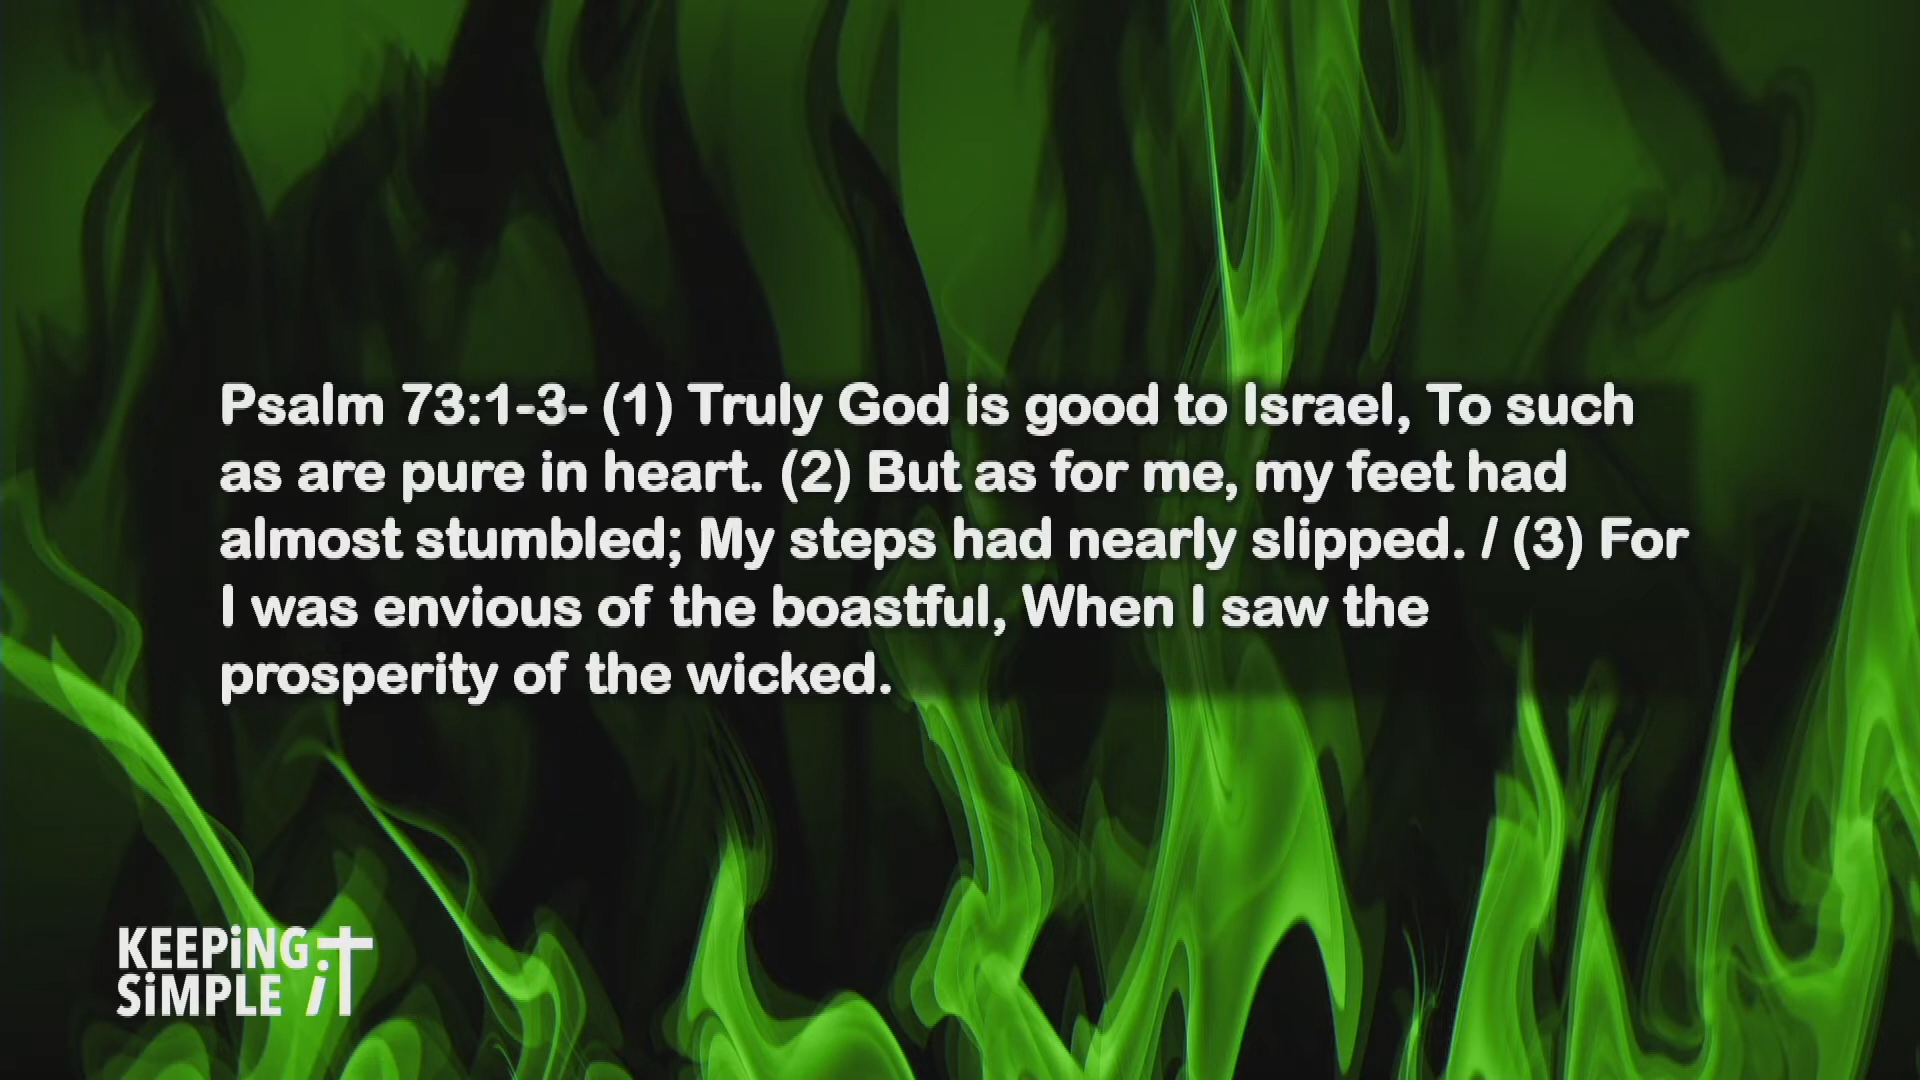 Psalm 73:1-3- (1) Truly God is good to Israel, To such
as are pure in heart. (2) But as for me, my feet had
almost stumbled; My steps had nearly slipped. / (3) For
I was envious of the boastful, When I saw the
prosperity of the wicked.
KEEPiNG iT
SiMPLE